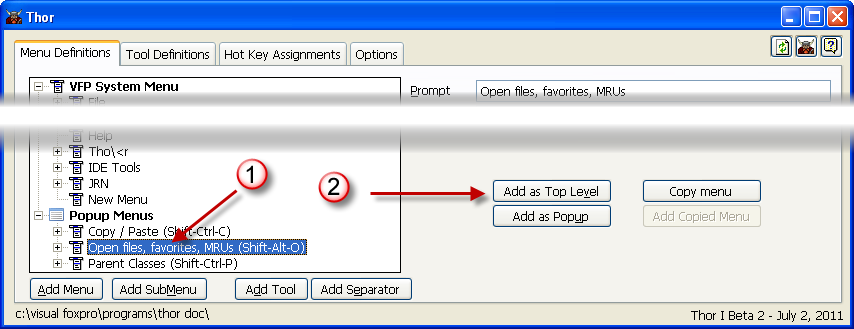 Thor
Menu Definitions Tool Definitions Hot Key Assignments Options
VFP System Menu
File
Prompt Open files, favorites, MRUs
Help
Tho\<r
IDE Tools
JRN
New Menu
1
2
Add as Top Level Copy menu
Add as Popup Add Copied Menu
Popup Menus
Copy / Paste (Shift-Ctrl-C)
Open files, favorites, MRUs (Shift-Alt-O)
Parent Classes (Shift-Ctrl-P)
Add Menu Add SubMenu Add Tool Add Separator
c:\visual foxpro\programs\thor doc\ Thor I Beta 2 - July 2, 2011